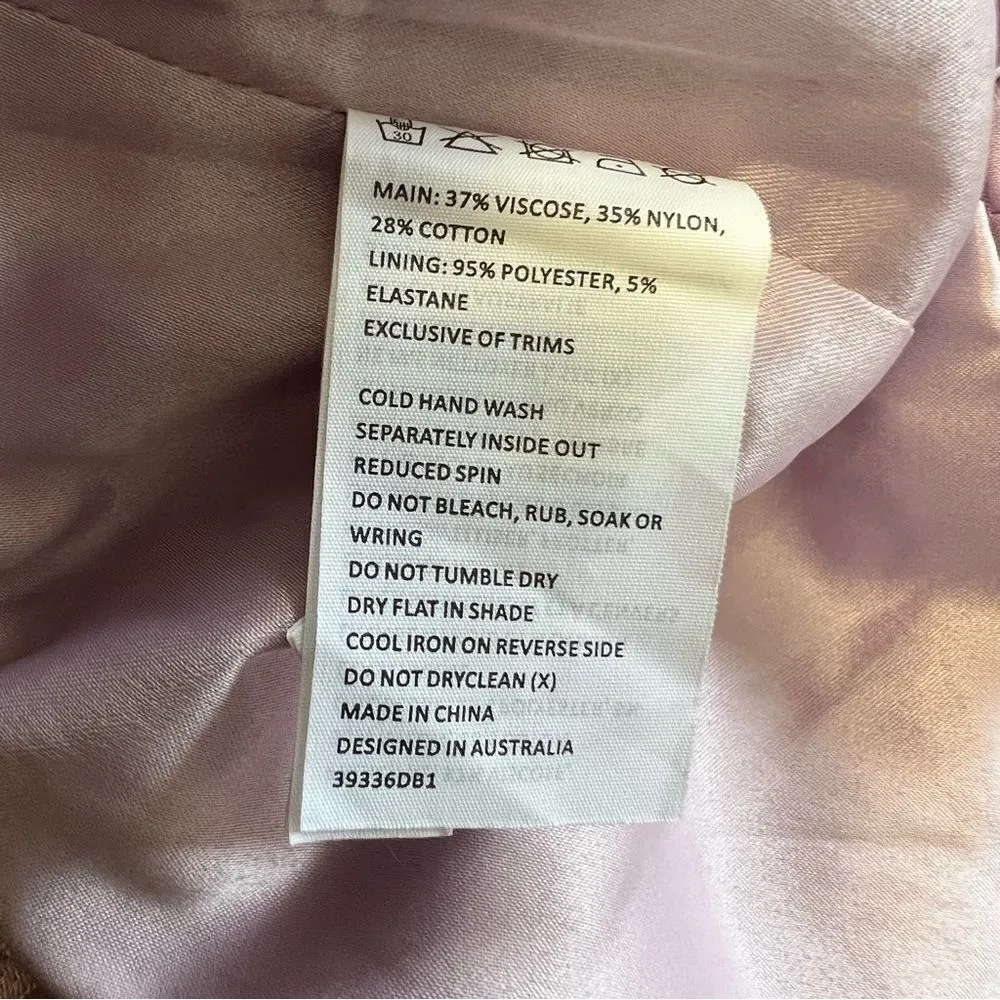 30
MAIN: 37% VISCOSE, 35% NYLON,
28% COTTON
LINING: 95% POLYESTER, 5%
ELASTANE
EXCLUSIVE OF TRIMS
COLD HAND WASH
SEPARATELY INSIDE OUT
REDUCED SPIN
DO NOT BLEACH, RUB, SOAK OR
WRING
DO NOT TUMBLE DRY
DRY FLAT IN SHADE
COOL IRON ON REVERSE SIDE
DO NOT DRYCLEAN (X)
MADE IN CHINA
DESIGNED IN AUSTRALIA
39336DB1